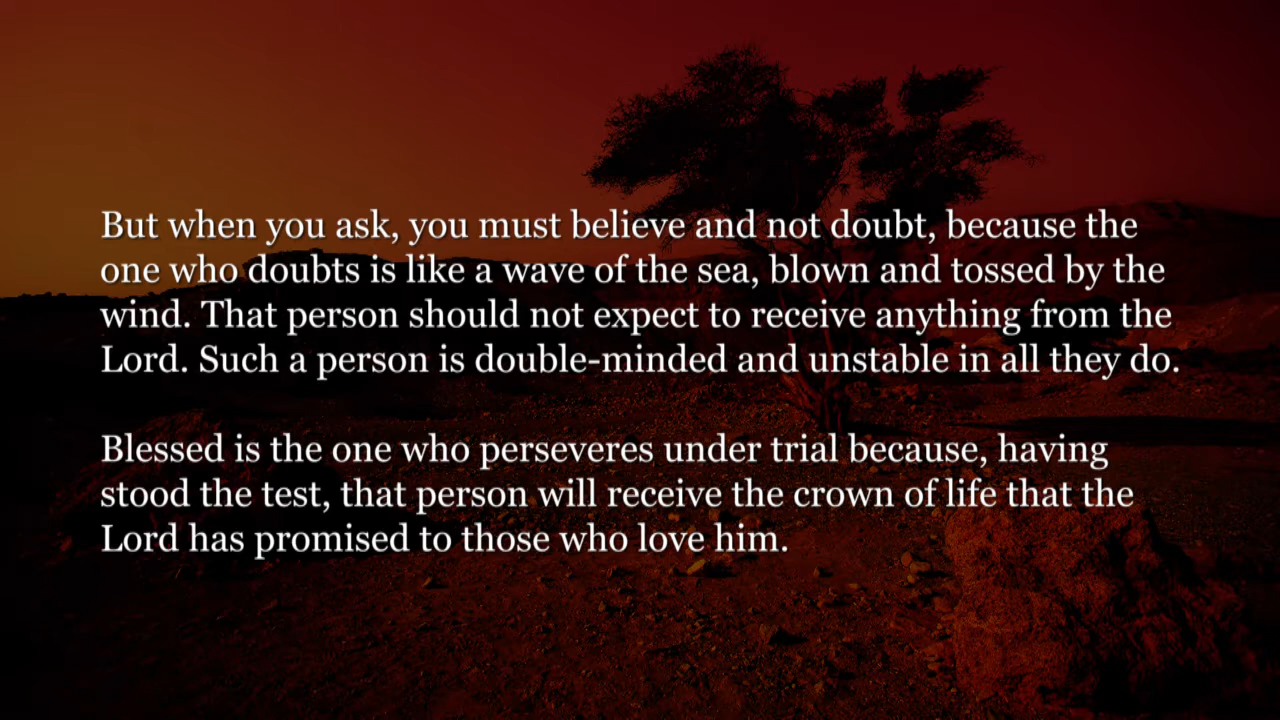 But when you ask, you must believe and not doubt, because the
one who doubts is like a wave of the sea, blown and tossed by the
wind. That person should not expect to receive anything from the
Lord. Such a person is double-minded and unstable in all they do.
Blessed is the one who perseveres under trial because, having
stood the test, that person will receive the crown of life that the
Lord has promised to those who love him.